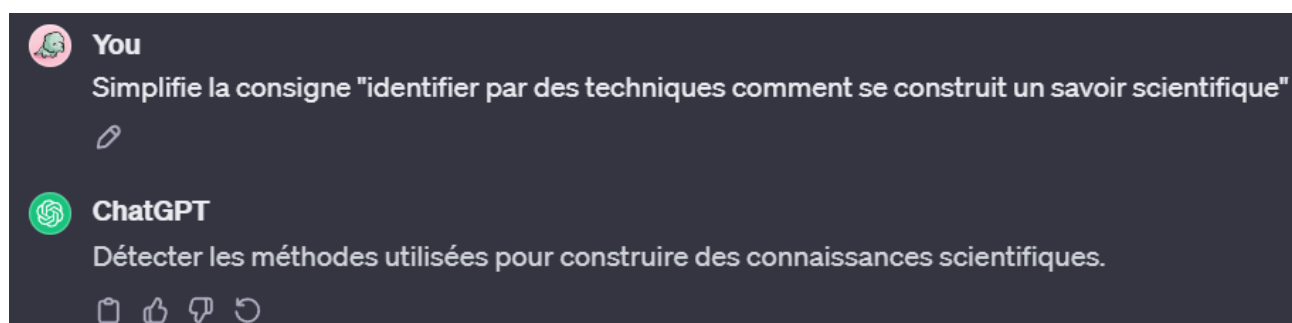 You
Simplifie la consigne "identifier par des techniques comment se construit un savoir scientifique"
ChatGPT
Détecter les méthodes utilisées pour construire des connaissances scientifiques.